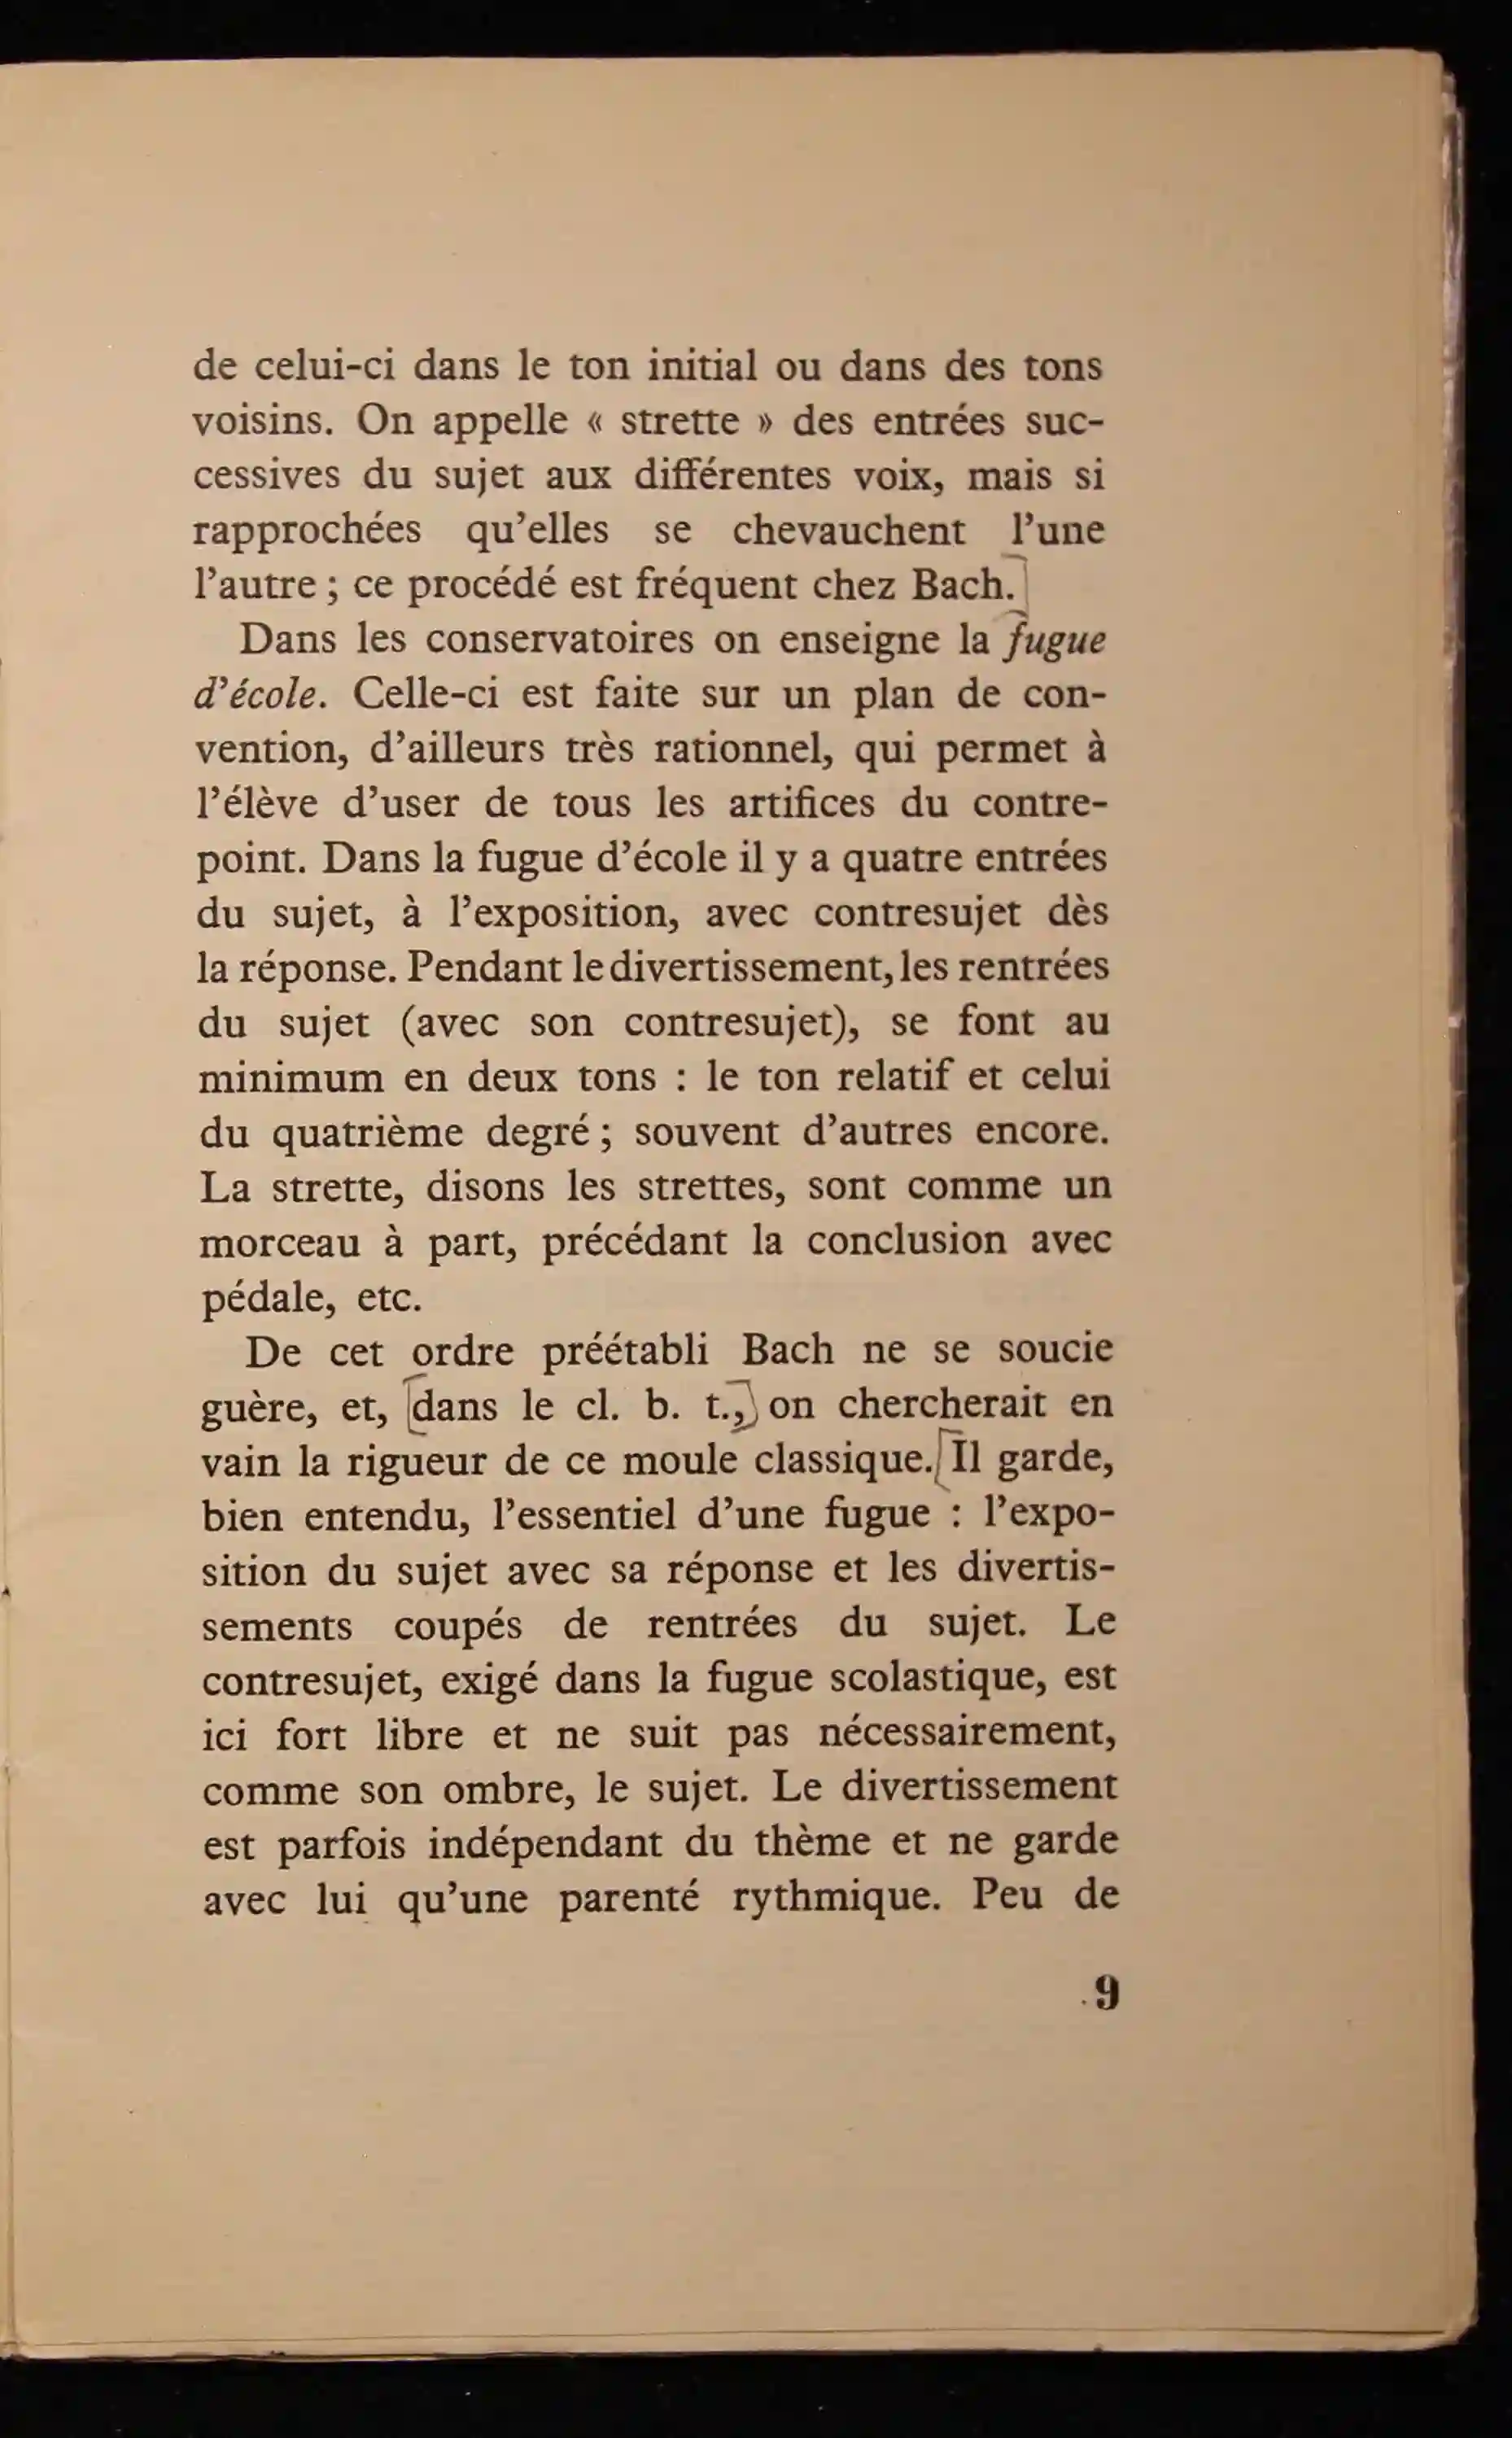 de celui-ci dans le ton initial ou dans des tons
voisins. On appelle « strette » des entrées suc-
cessives du sujet aux différentes voix, mais si
rapprochées qu’elles se chevauchent l’une
l’autre ; ce procédé est fréquent chez Bach.]
Dans les conservatoires on enseigne la fugue
d’école. Celle-ci est faite sur un plan de con-
vention, d’ailleurs très rationnel, qui permet à
l’élève d’user de tous les artifices du contre-
point. Dans la fugue d’école il y a quatre entrées
du sujet, à l’exposition, avec contresujet dès
la réponse. Pendant le divertissement, les rentrées
du sujet (avec son contresujet), se font au
minimum en deux tons : le ton relatif et celui
du quatrième degré ; souvent d’autres encore.
La strette, disons les strettes, sont comme un
morceau à part, précédant la conclusion avec
pédale, etc.
De cet ordre préétabli Bach ne se soucie
guère, et, [dans le cl. b. t.,] on chercherait en
vain la rigueur de ce moule classique. [Il garde,
bien entendu, l’essentiel d’une fugue : l’expo-
sition du sujet avec sa réponse et les divertis-
sements coupés de rentrées du sujet. Le
contresujet, exigé dans la fugue scolastique, est
ici fort libre et ne suit pas nécessairement,
comme son ombre, le sujet. Le divertissement
est parfois indépendant du thème et ne garde
avec lui qu’une parenté rythmique. Peu de
9